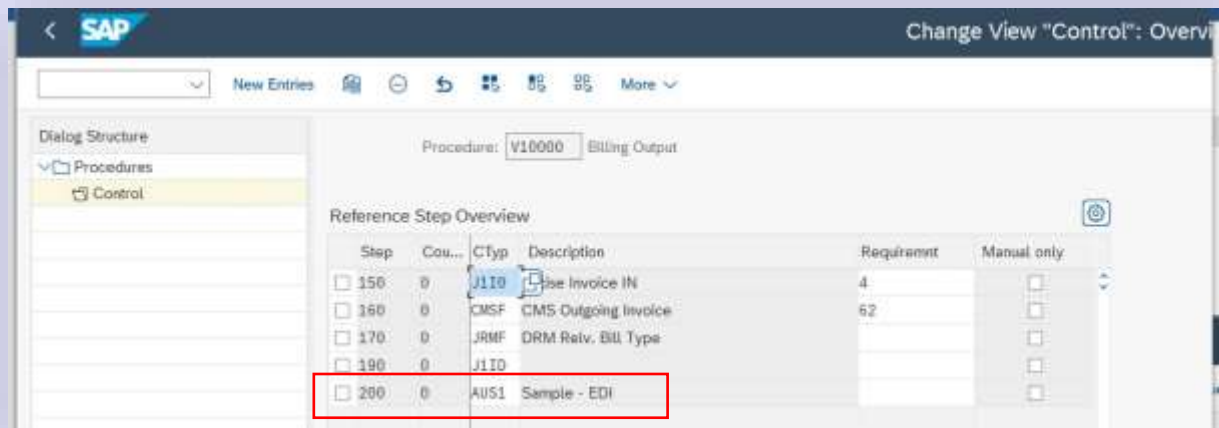 SAP
Change View "Control": Overvi
New Entries
More
Dialog Structure
Procedures
Control
Procedure: V10000 Billing Output
Reference Step Overview
Step Cou... CTyp Description Requiremnt Manual only
150 0 J1I0 Invoice IN 4
160 0 CMSF CMS Outgoing Invoice 62
170 0 JRMF DRM Relv. Bill Type
190 0 J1ID
200 0 AUS1 Sample - EDI